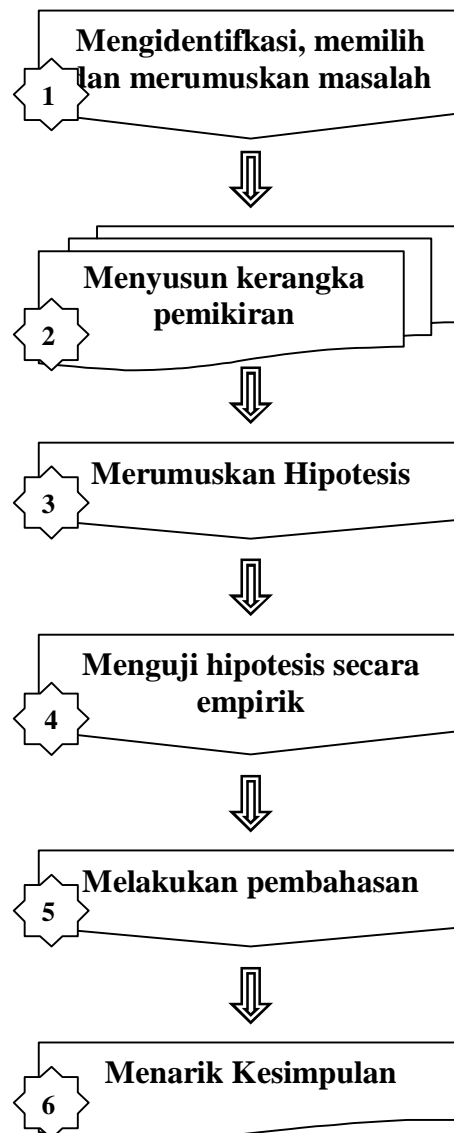 Mengidentifkasi, memilih
dan merumuskan masalah
1
Menyusun kerangka
pemikiran
2
Merumuskan Hipotesis
3
Menguji hipotesis secara
empirik
4
Melakukan pembahasan
5
Menarik Kesimpulan
6